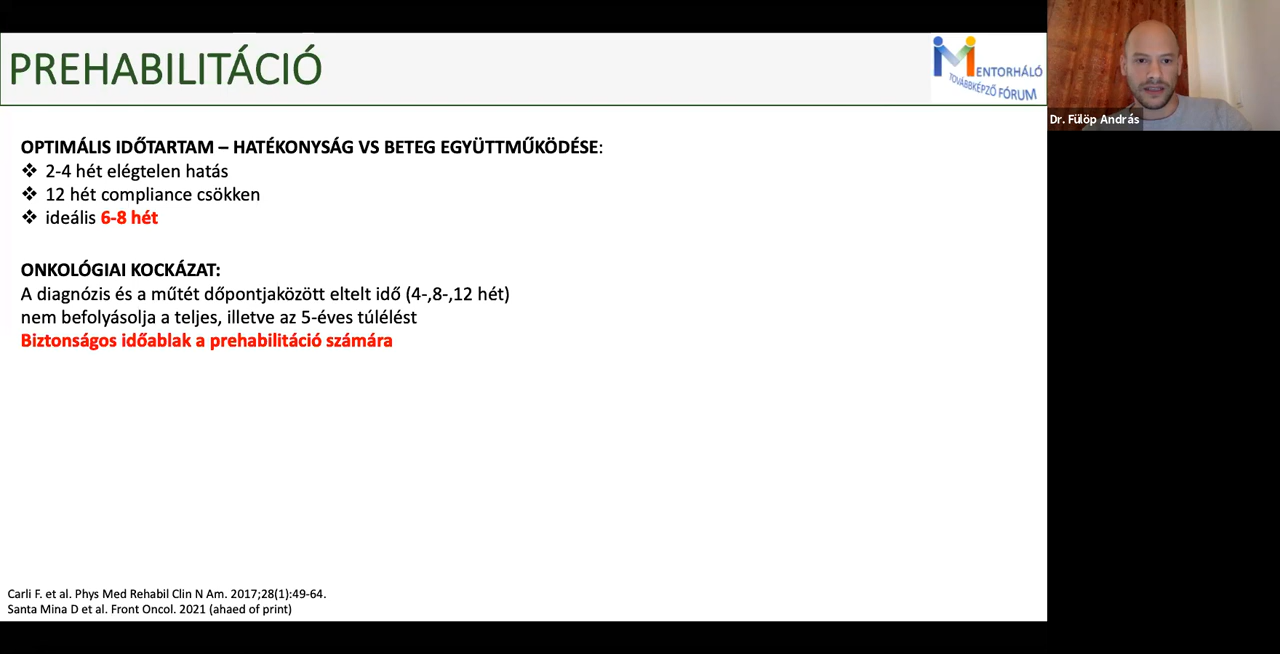 PREHABILITÁCIÓ
MENTORHÁLÓ
TOVÁBBKÉPZŐ FÓRUM
Dr. Fülöp András
OPTIMÁLIS IDŐTARTAM – HATÉKONYSÁG VS BETEG EGYÜTTMŰKÖDÉSE:
❖ 2-4 hét elégtelen hatás
❖ 12 hét compliance csökken
❖ ideális 6-8 hét
ONKOLÓGIAI KOCKÁZAT:
A diagnózis és a műtét dőpontjaközött eltelt idő (4-,8-,12 hét)
nem befolyásolja a teljes, illetve az 5-éves túlélést
Biztonságos időablak a prehabilitáció számára
Carli F. et al. Phys Med Rehabil Clin N Am. 2017;28(1):49-64.
Santa Mina D et al. Front Oncol. 2021 (ahaed of print)